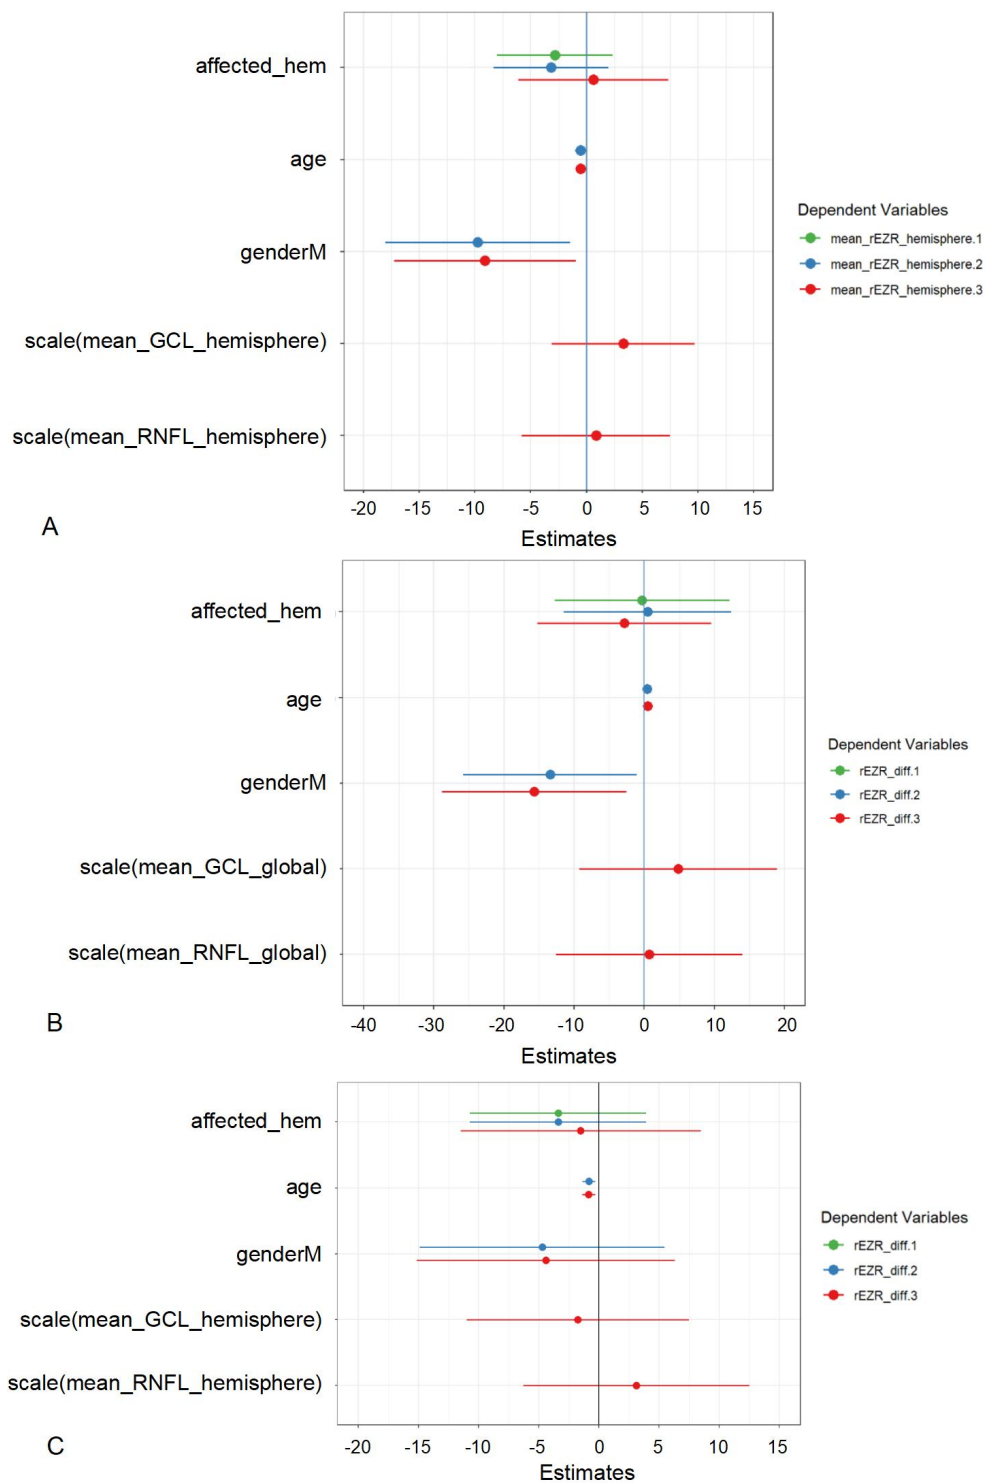 affected_hem
age
genderM
scale(mean_GCL_hemisphere)
scale(mean_RNFL_hemisphere)
-20 -15 -10 -5 0 5 10 15
Estimates
Dependent Variables
mean_rEZR_hemisphere.1
mean_rEZR_hemisphere.2
mean_rEZR_hemisphere.3
A
affected_hem
age
genderM
scale(mean_GCL_global)
scale(mean_RNFL_global)
-40 -30 -20 -10 0 10 20
Estimates
Dependent Variables
rEZR_diff.1
rEZR_diff.2
rEZR_diff.3
B
affected_hem
age
genderM
scale(mean_GCL_hemisphere)
scale(mean_RNFL_hemisphere)
-20 -15 -10 -5 0 5 10 15
Estimates
Dependent Variables
rEZR_diff.1
rEZR_diff.2
rEZR_diff.3
C